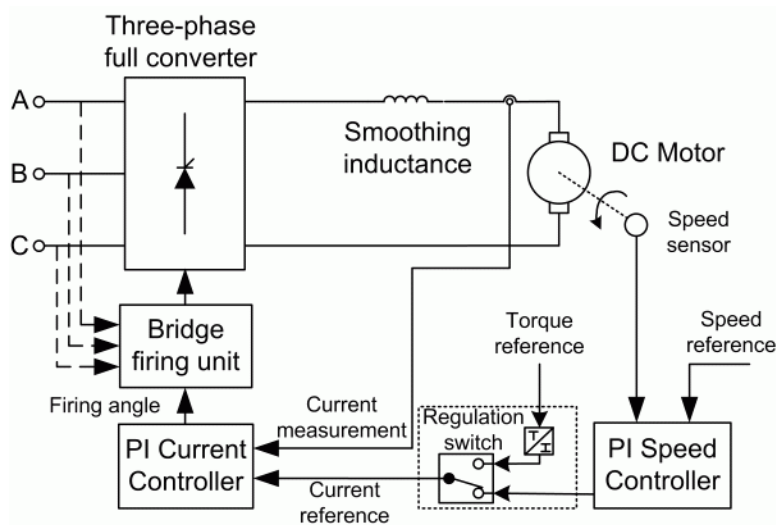 Three-phase
full converter
A
B
C
Smoothing
inductance
DC Motor
Speed
sensor
Bridge
firing unit
Torque
reference
Speed
reference
Firing angle
Current
measurement
Regulation
switch
T
I
PI Current
Controller
PI Speed
Controller
Current
reference